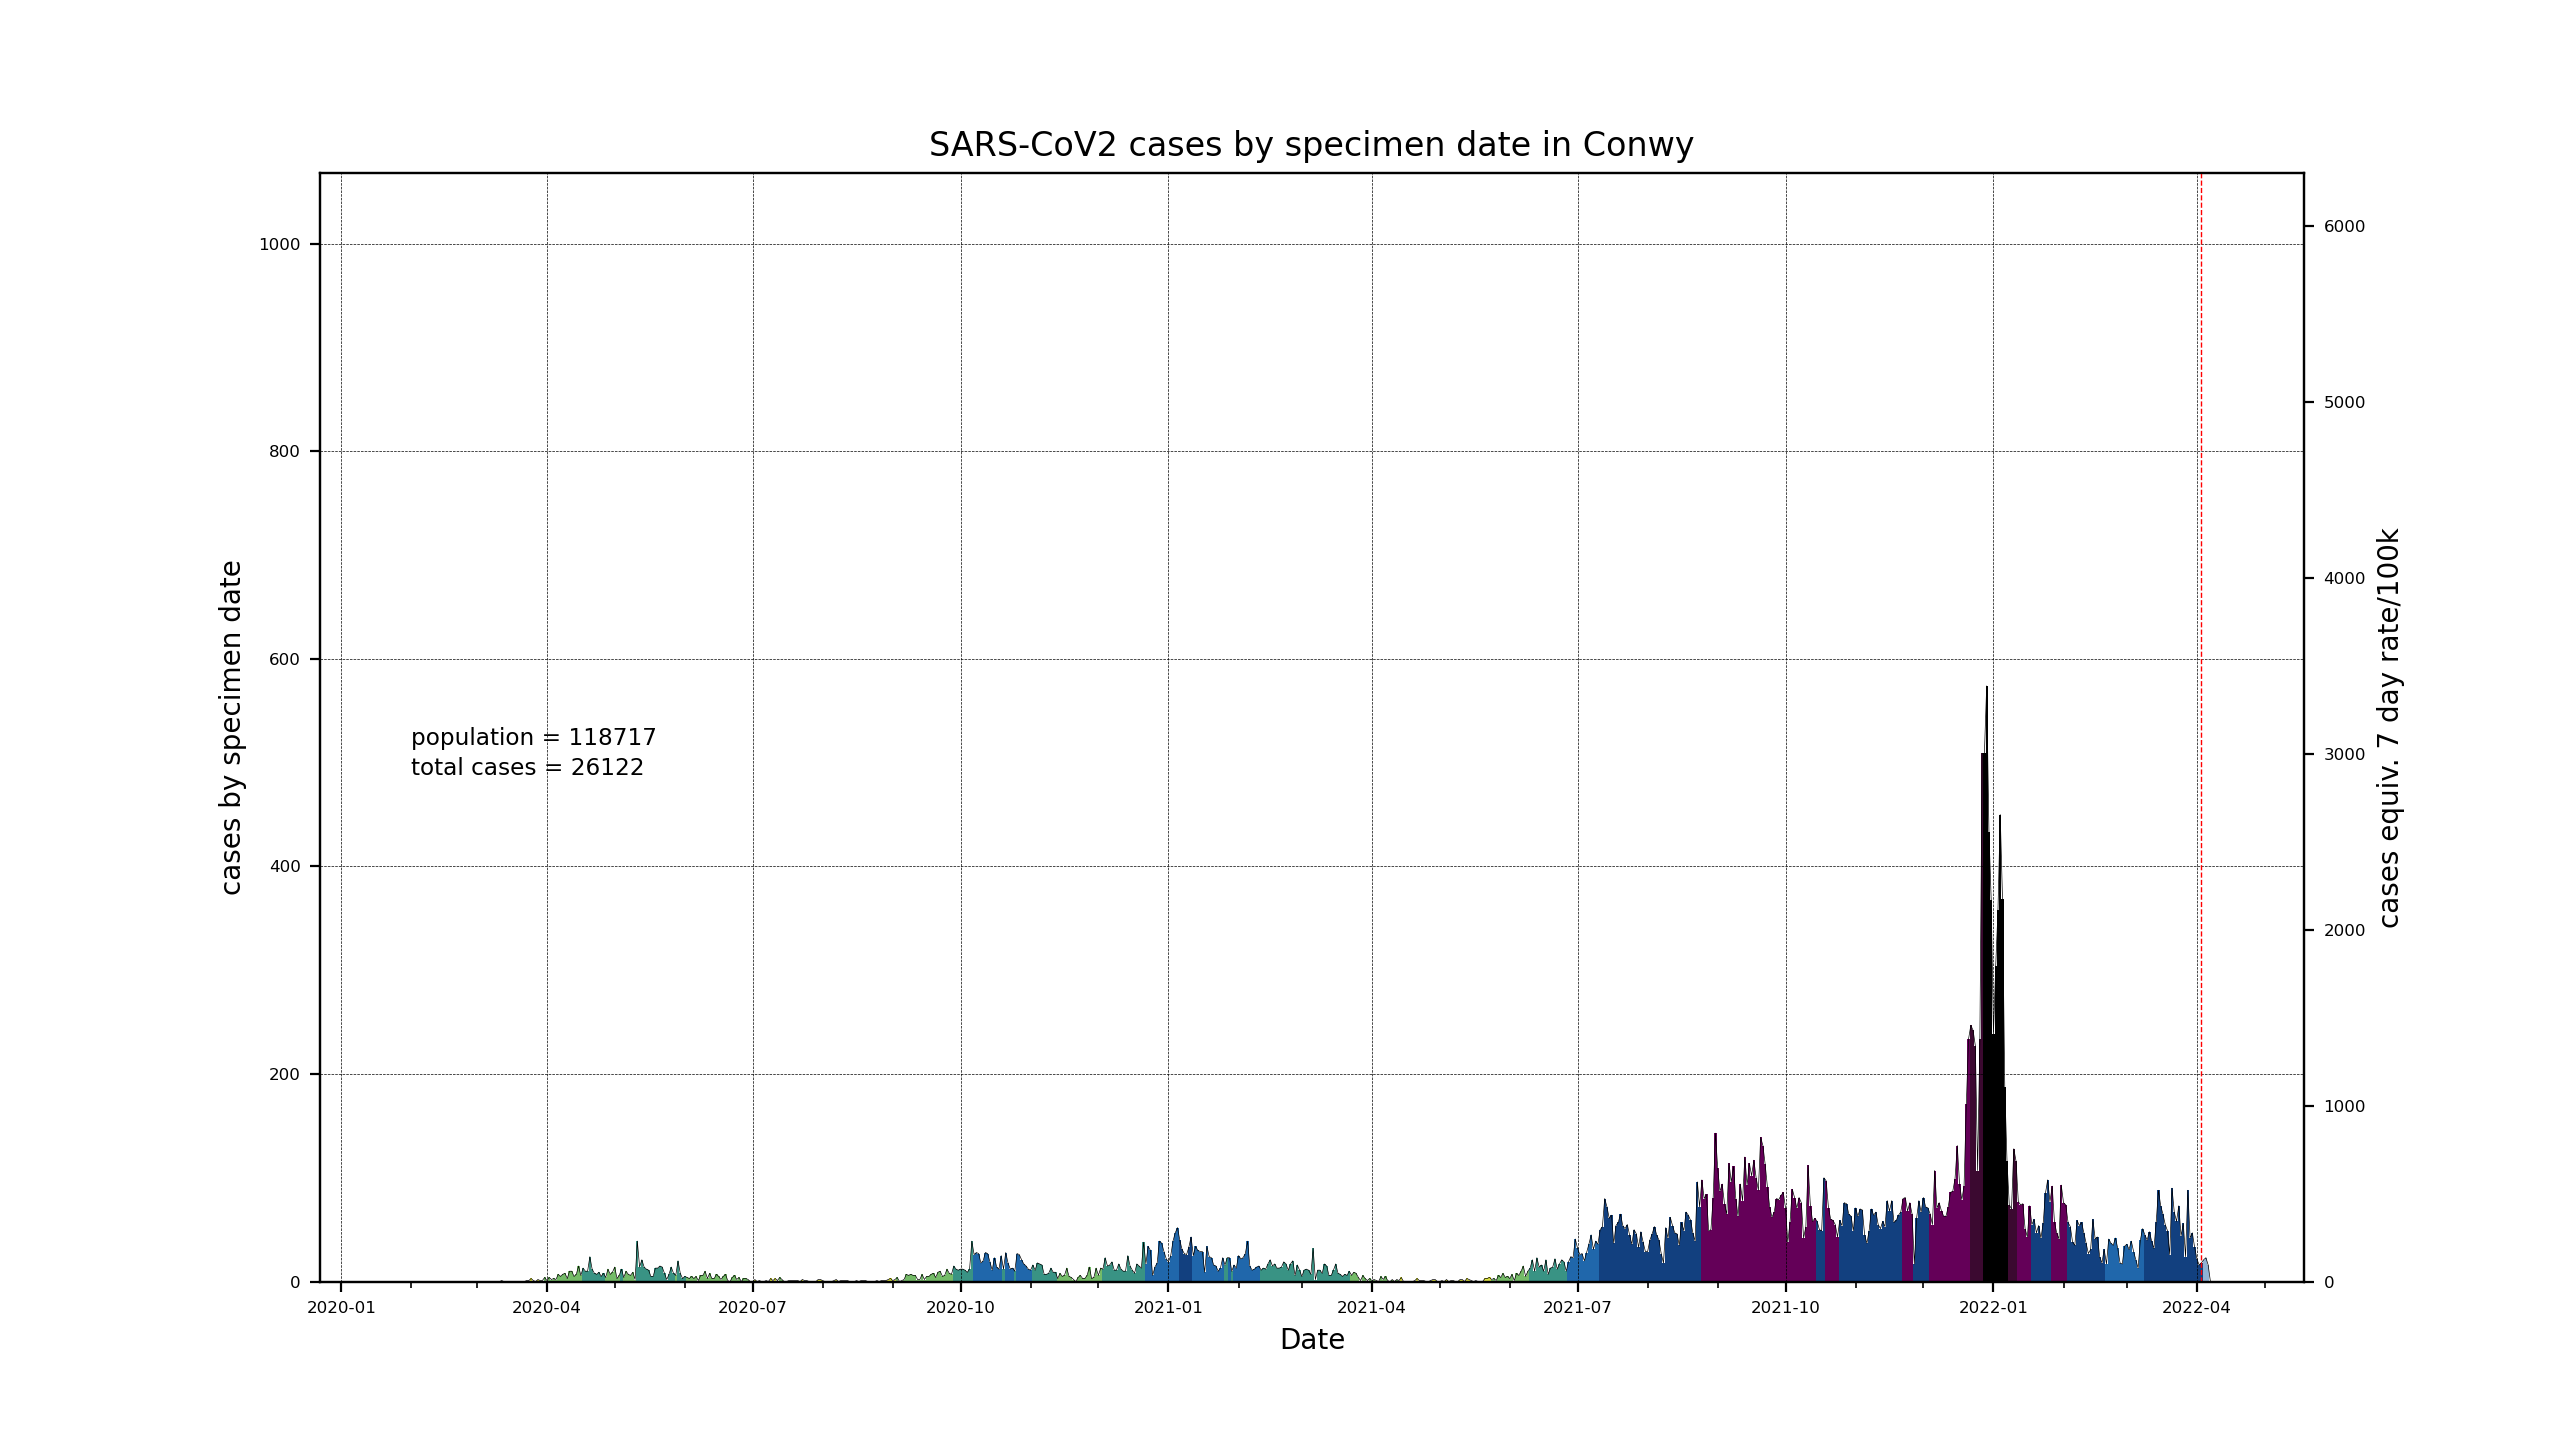 SARS-CoV2 cases by specimen date in Conwy
cases by specimen date
1000
800
600
400
200
0
population = 118717
total cases = 26122
6000
5000
4000
3000
2000
1000
0
cases equiv. 7 day rate/100k
2020-01 2020-04 2020-07 2020-10 2021-01 2021-04 2021-07 2021-10 2022-01 2022-04
Date